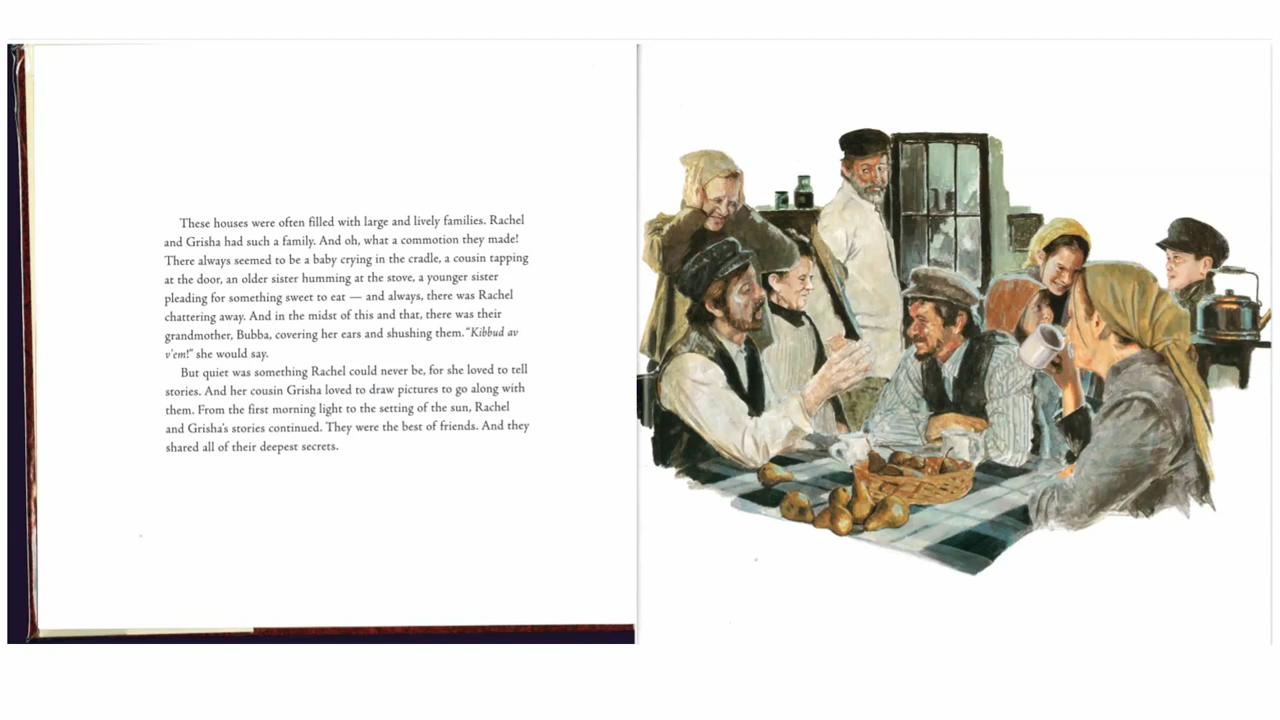 These houses were often filled with large and lively families. Rachel
and Grisha had such a family. And oh, what a commotion they made!
There always seemed to be a baby crying in the cradle, a cousin tapping
at the door, an older sister humming at the stove, a younger sister
pleading for something sweet to eat — and always, there was Rachel
chattering away. And in the midst of this and that, there was their
grandmother, Bubba, covering her ears and shushing them. "Kibbud av
v'em!" she would say.
But quiet was something Rachel could never be, for she loved to tell
stories. And her cousin Grisha loved to draw pictures to go along with
them. From the first morning light to the setting of the sun, Rachel
and Grisha's stories continued. They were the best of friends. And they
shared all of their deepest secrets.